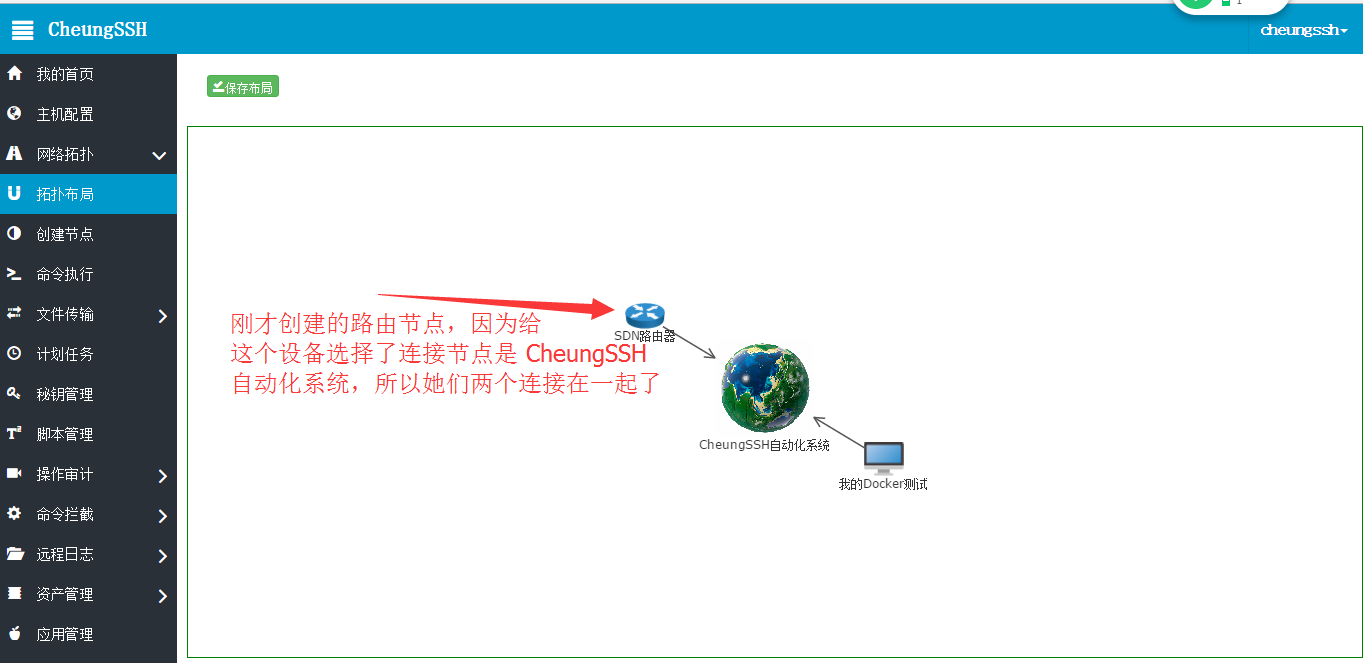 CheungSSH
cheungssh
我的首页
主机配置
网络拓扑
拓扑布局
创建节点
命令执行
文件传输
计划任务
秘钥管理
脚本管理
操作审计
命令拦截
远程日志
资产管理
应用管理
保存布局
刚才创建的路由节点，因为给
这个设备选择了连接节点是 CheungSSH
自动化系统，所以她们两个连接在一起了
SDN路由器
CheungSSH自动化系统
我的Docker测试